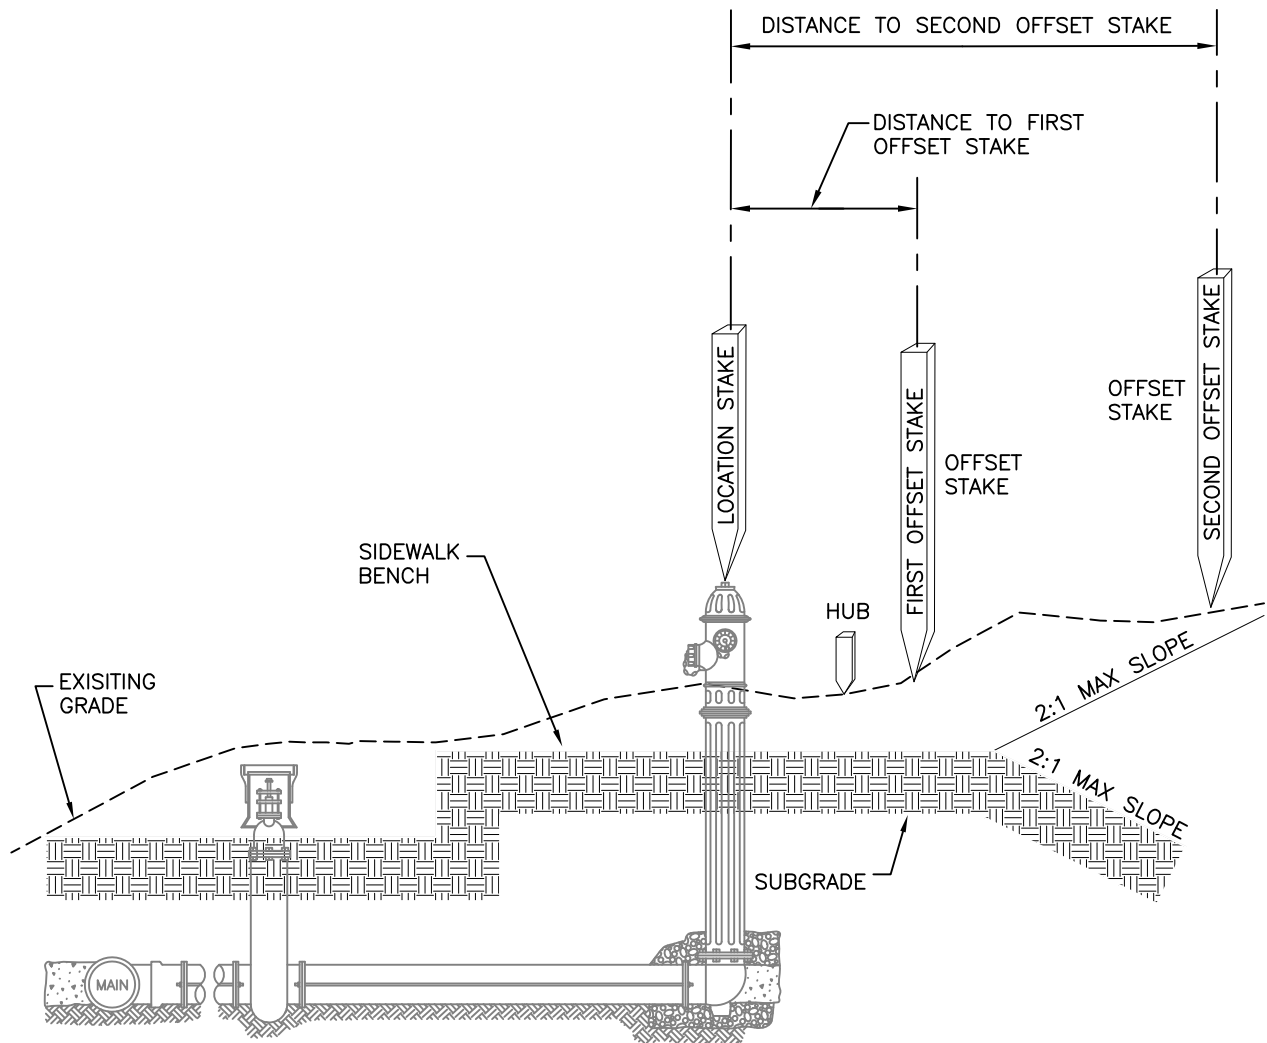 DISTANCE TO SECOND OFFSET STAKE
DISTANCE TO FIRST
OFFSET STAKE
LOCATION STAKE
FIRST OFFSET STAKE
SECOND OFFSET STAKE
OFFSET
STAKE
OFFSET
STAKE
SIDEWALK
BENCH
HUB
EXISITING
GRADE
2:1 MAX SLOPE
2:1 MAX SLOPE
SUBGRADE
MAIN